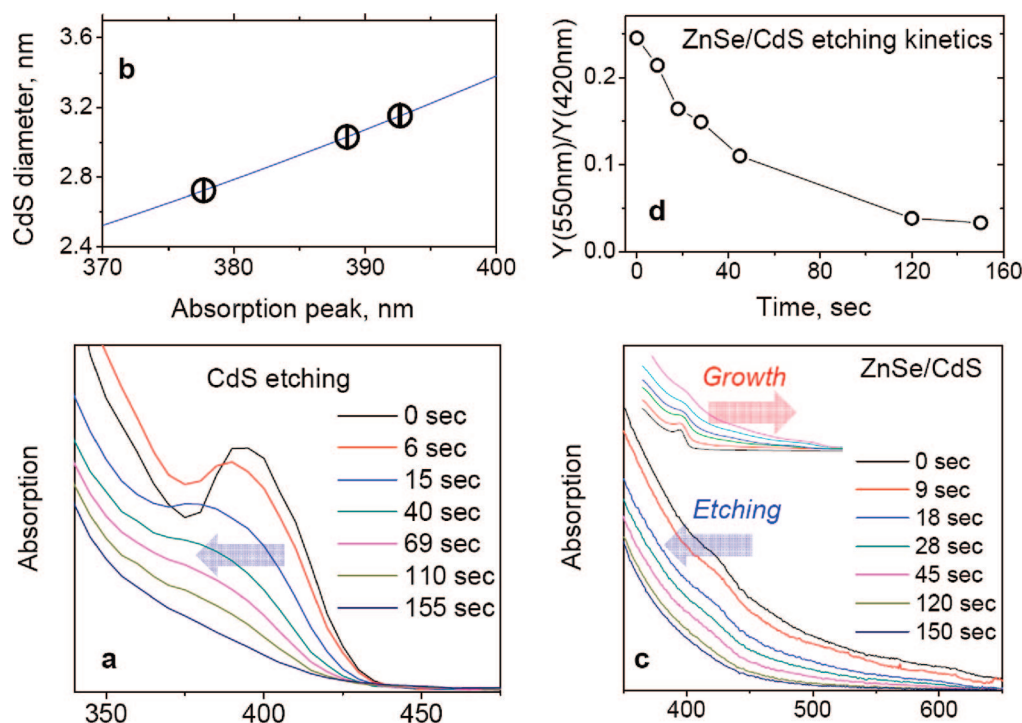 b
CdS diameter, nm
3.6
3.2
2.8
2.4
370
380
390
400
Absorption peak, nm
ZnSe/CdS etching kinetics
d
Y(550nm)/Y(420nm)
0.2
0.1
0.0
0
40
80
120
160
Time, sec
CdS etching
0 sec
6 sec
15 sec
40 sec
69 sec
110 sec
155 sec
a
Absorption
350
400
450
ZnSe/CdS
Growth
Etching
0 sec
9 sec
18 sec
28 sec
45 sec
120 sec
150 sec
c
Absorption
400
500
600